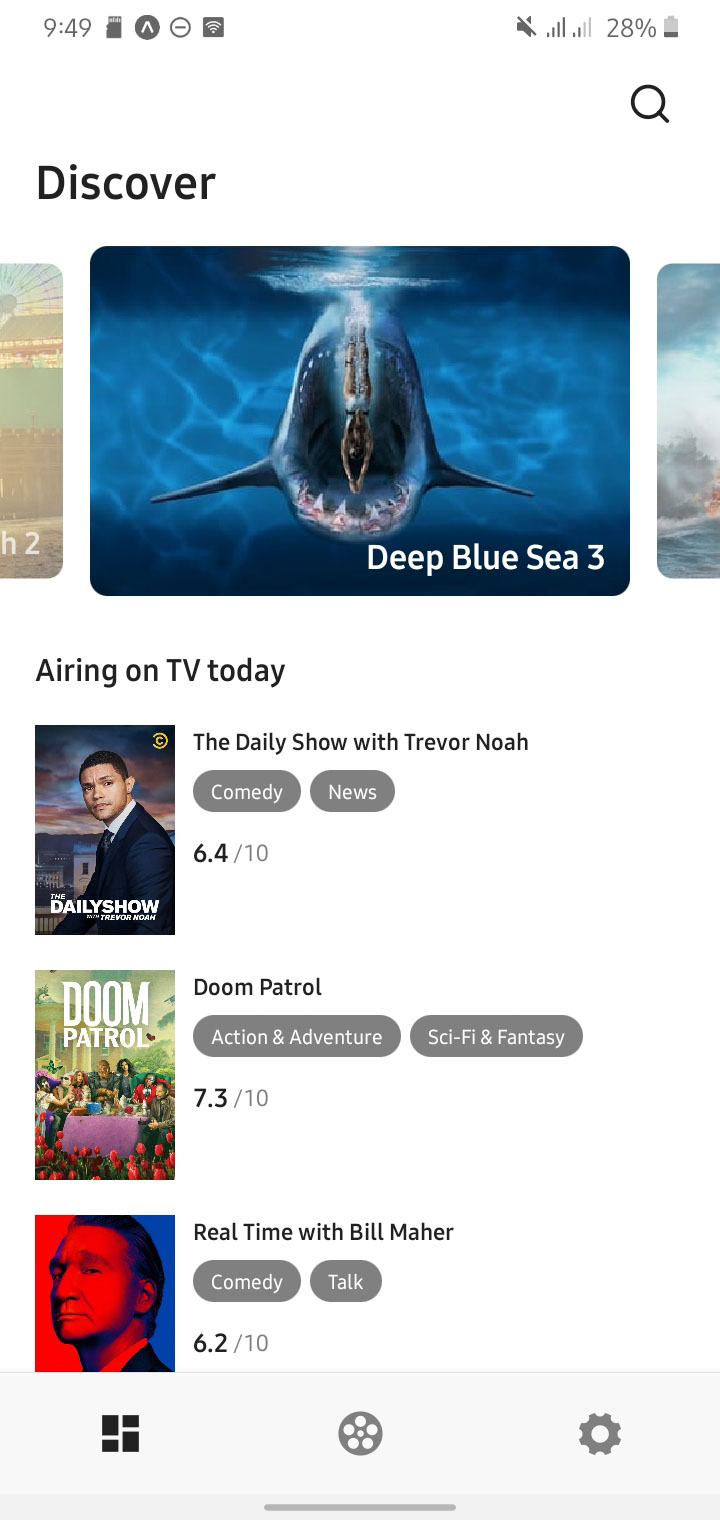 9:49
28%
Discover
h 2
Deep Blue Sea 3
Airing on TV today
The Daily Show with Trevor Noah
Comedy News
6.4 /10
THE
DAILYSHOW
WITH TREVOR NOAH
DOOM
PATROL
Doom Patrol
Action & Adventure Sci-Fi & Fantasy
7.3 /10
Real Time with Bill Maher
Comedy Talk
6.2 /10